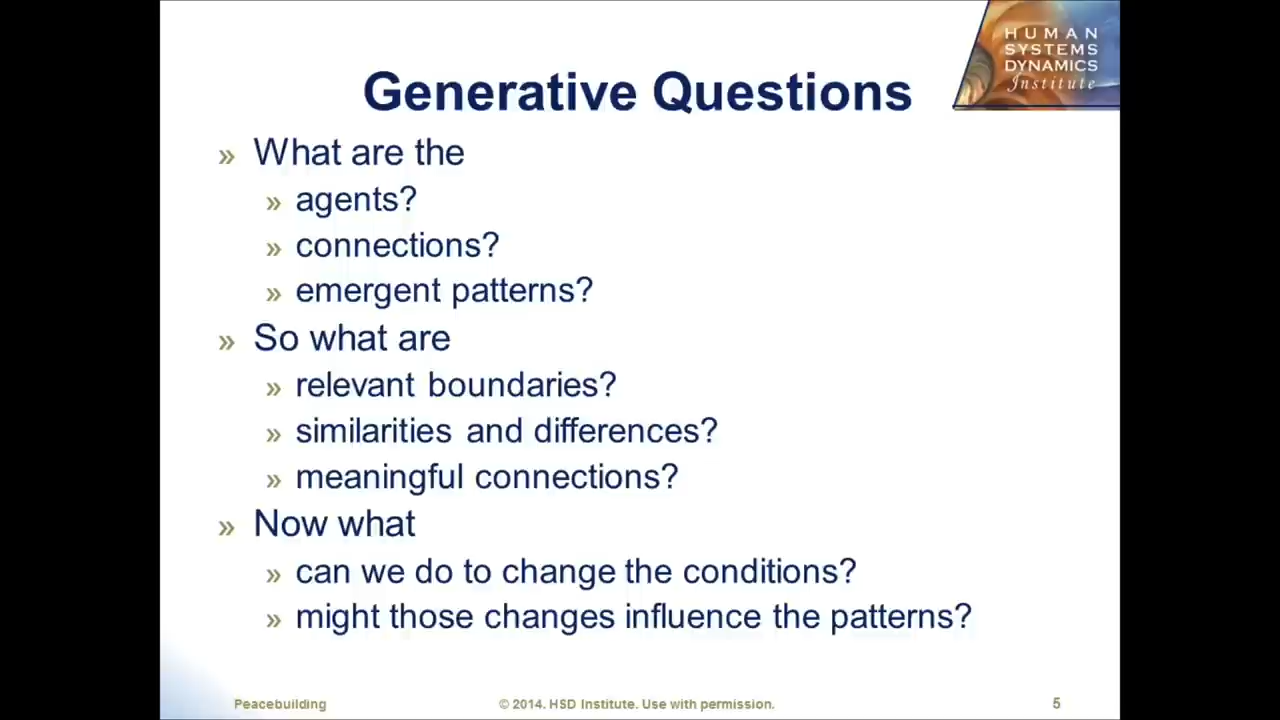 HUMAN
SYSTEMS
DYNAMICS
Institute
Generative Questions
» What are the
» agents?
» connections?
» emergent patterns?
» So what are
» relevant boundaries?
» similarities and differences?
» meaningful connections?
» Now what
» can we do to change the conditions?
» might those changes influence the patterns?
Peacebuilding
© 2014. HSD Institute. Use with permission.
5